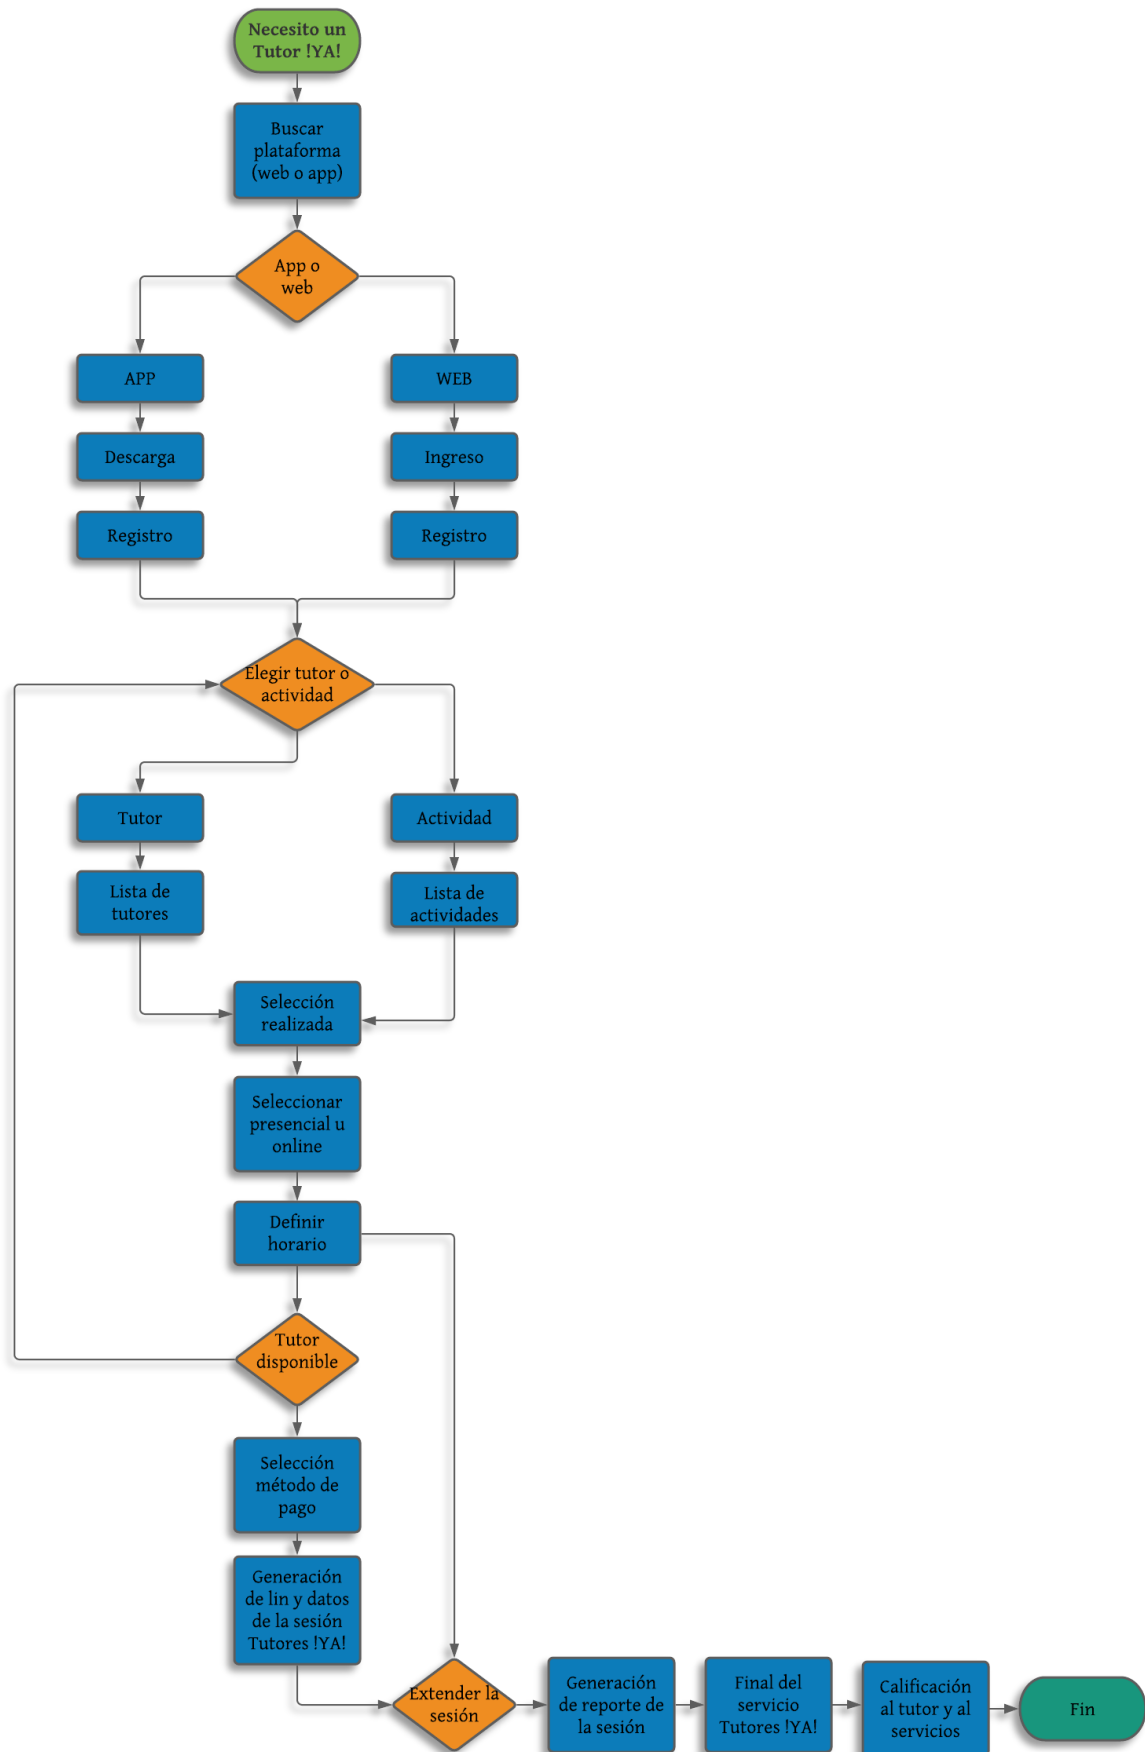 Necesito un
Tutor !YA!
Buscar
plataforma
(web o app)
App o
web
APP
WEB
Descarga
Ingreso
Registro
Registro
Elegir tutor o
actividad
Tutor
Actividad
Lista de
tutores
Lista de
actividades
Selección
realizada
Seleccionar
presencial u
online
Definir
horario
Tutor
disponible
Selección
método de
pago
Generación
de lin y datos
de la sesión
Tutores !YA!
Extender la
sesión
Generación
de reporte de
la sesión
Final del
servicio
Tutores !YA!
Calificación
al tutor y al
servicios
Fin